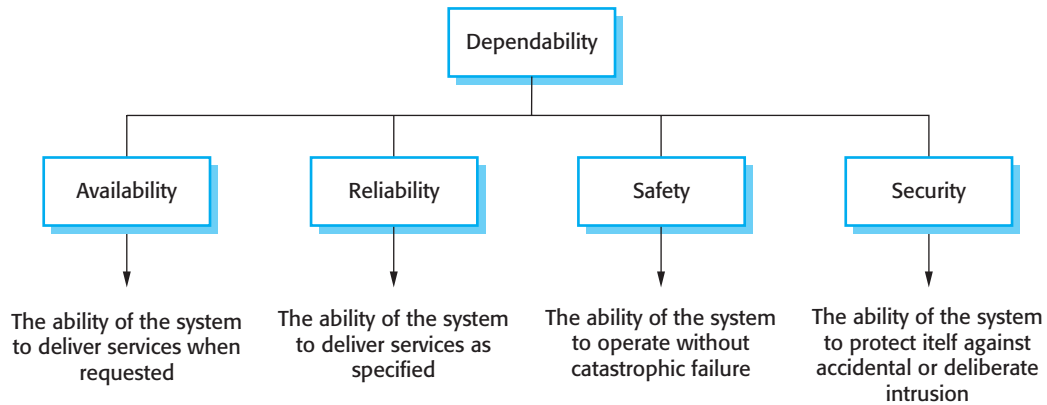 Dependability
Availability
Reliability
Safety
Security
The ability of the system
to deliver services when
requested
The ability of the system
to deliver services as
specified
The ability of the system
to operate without
catastrophic failure
The ability of the system
to protect itelf against
accidental or deliberate
intrusion